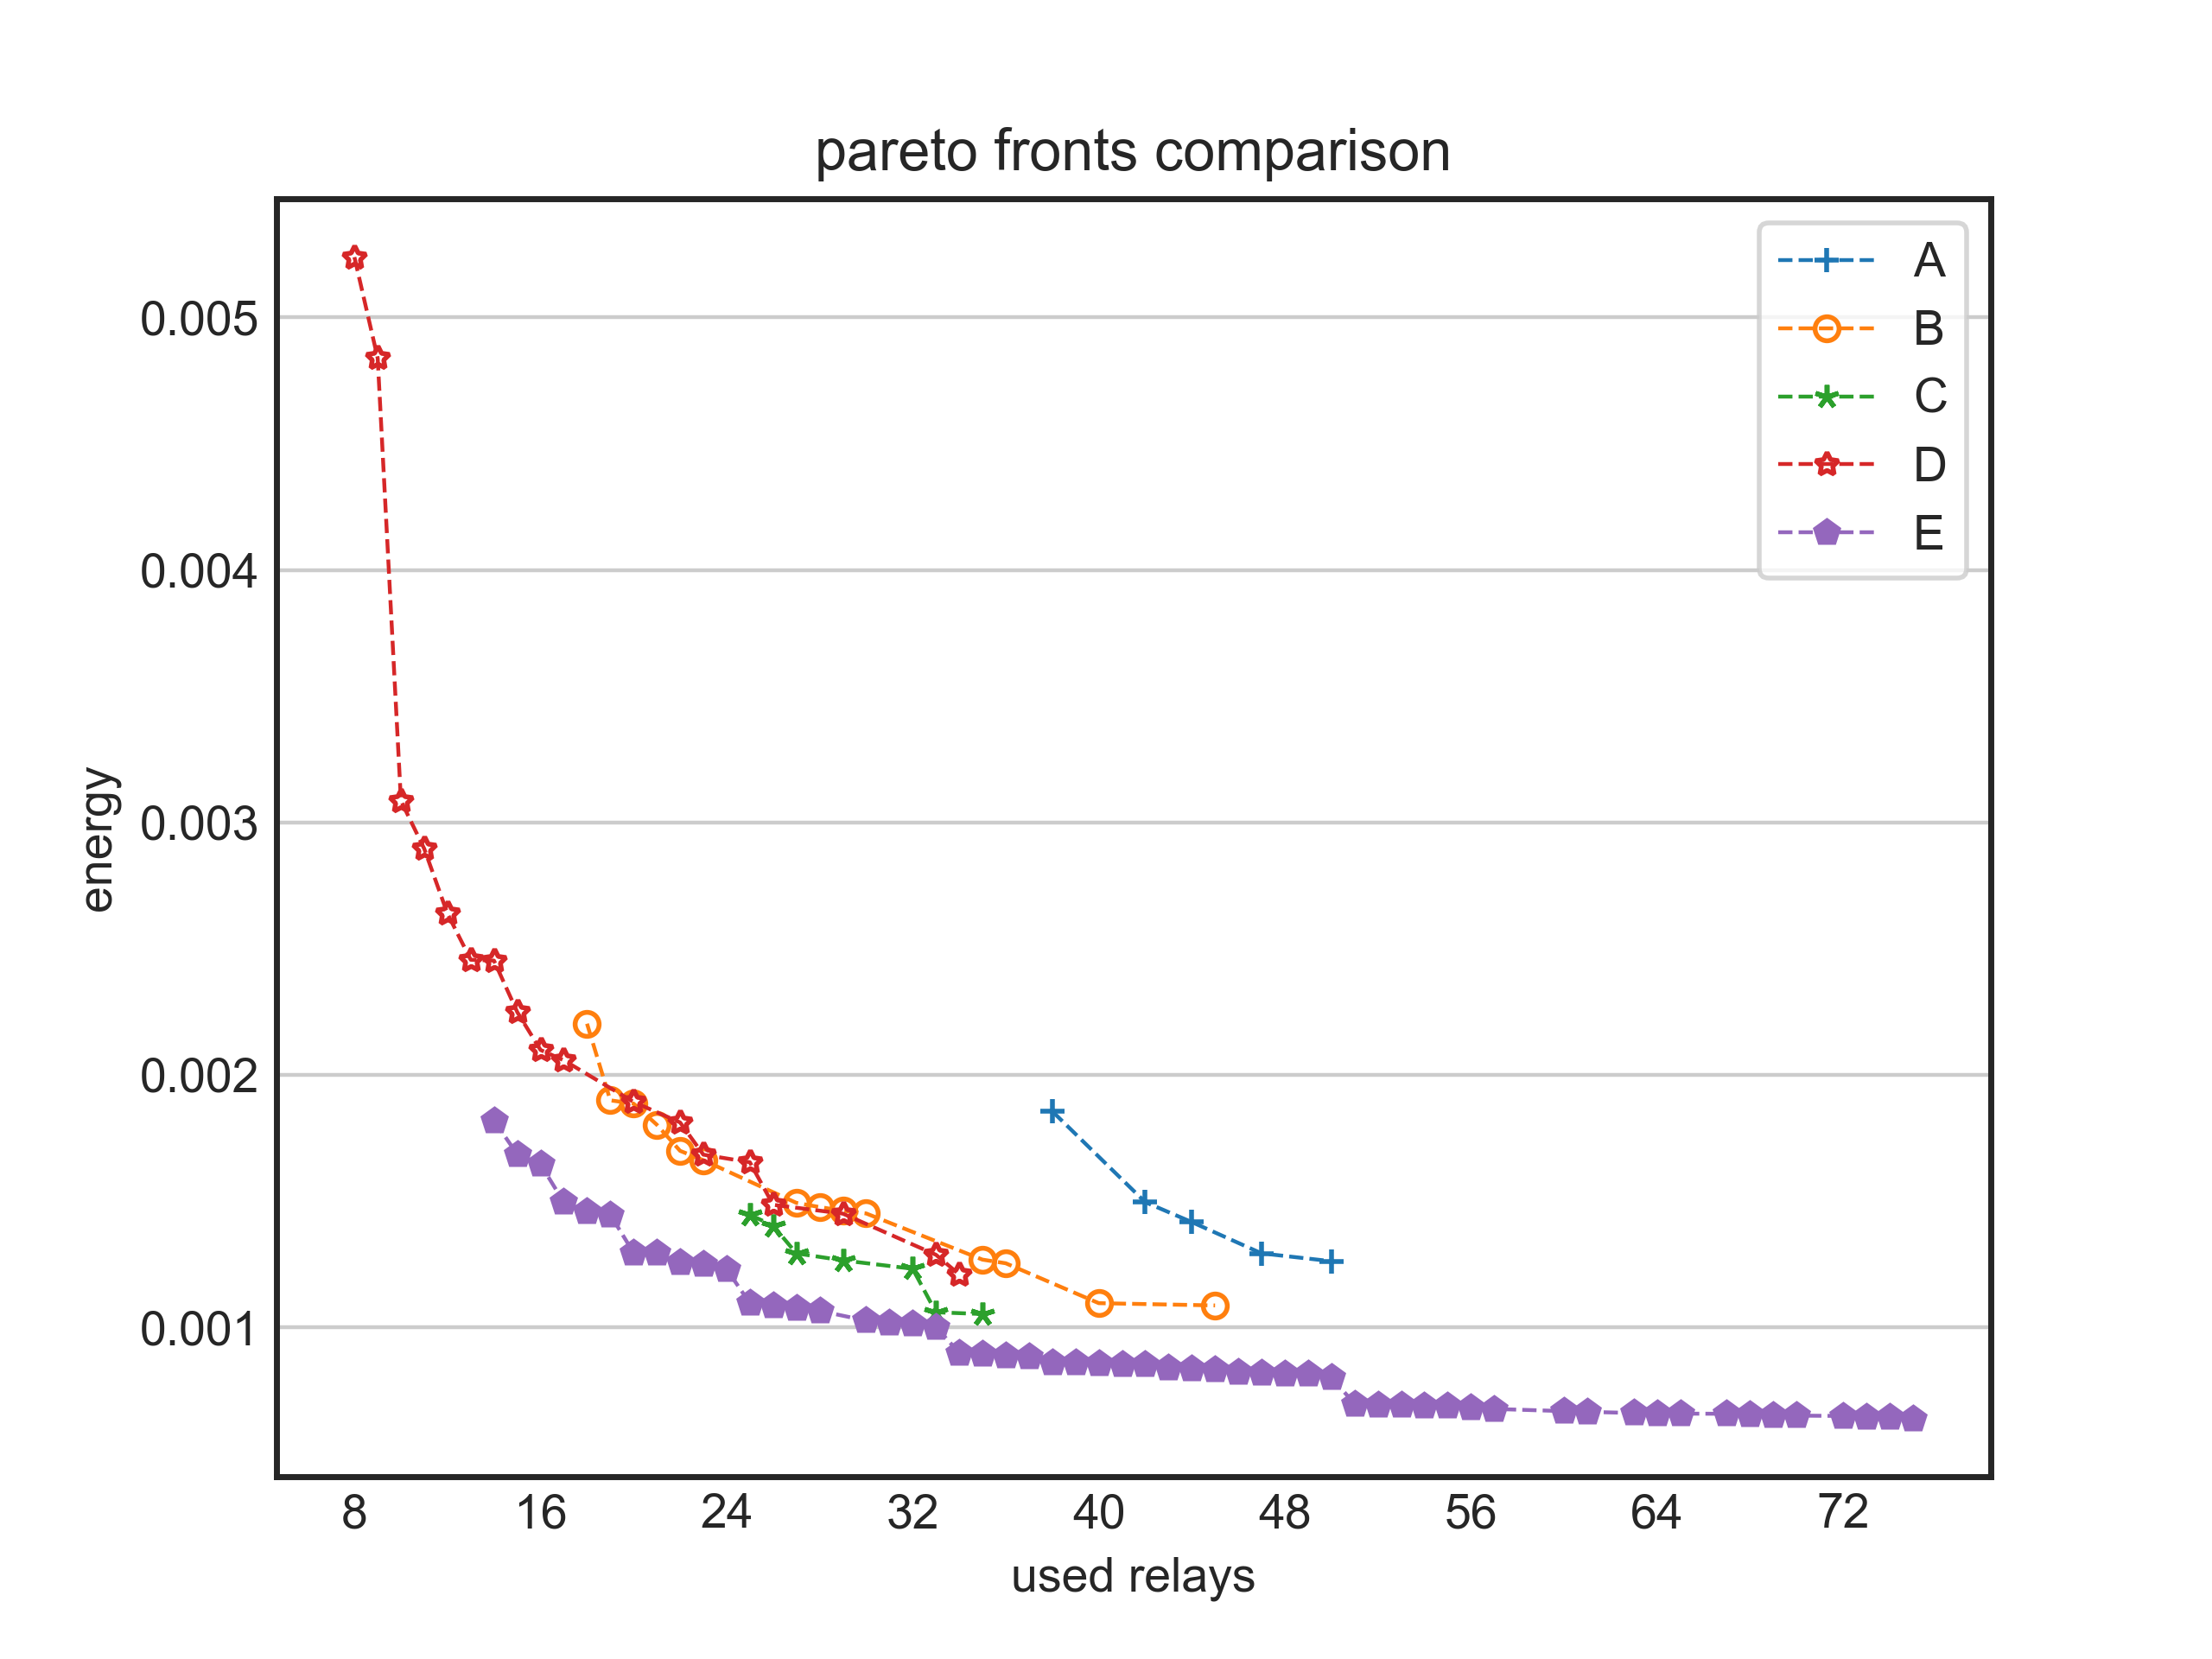 pareto fronts comparison
A
B
C
D
E
0.005
0.004
0.003
0.002
0.001
energy
8 16 24 32 40 48 56 64 72
used relays